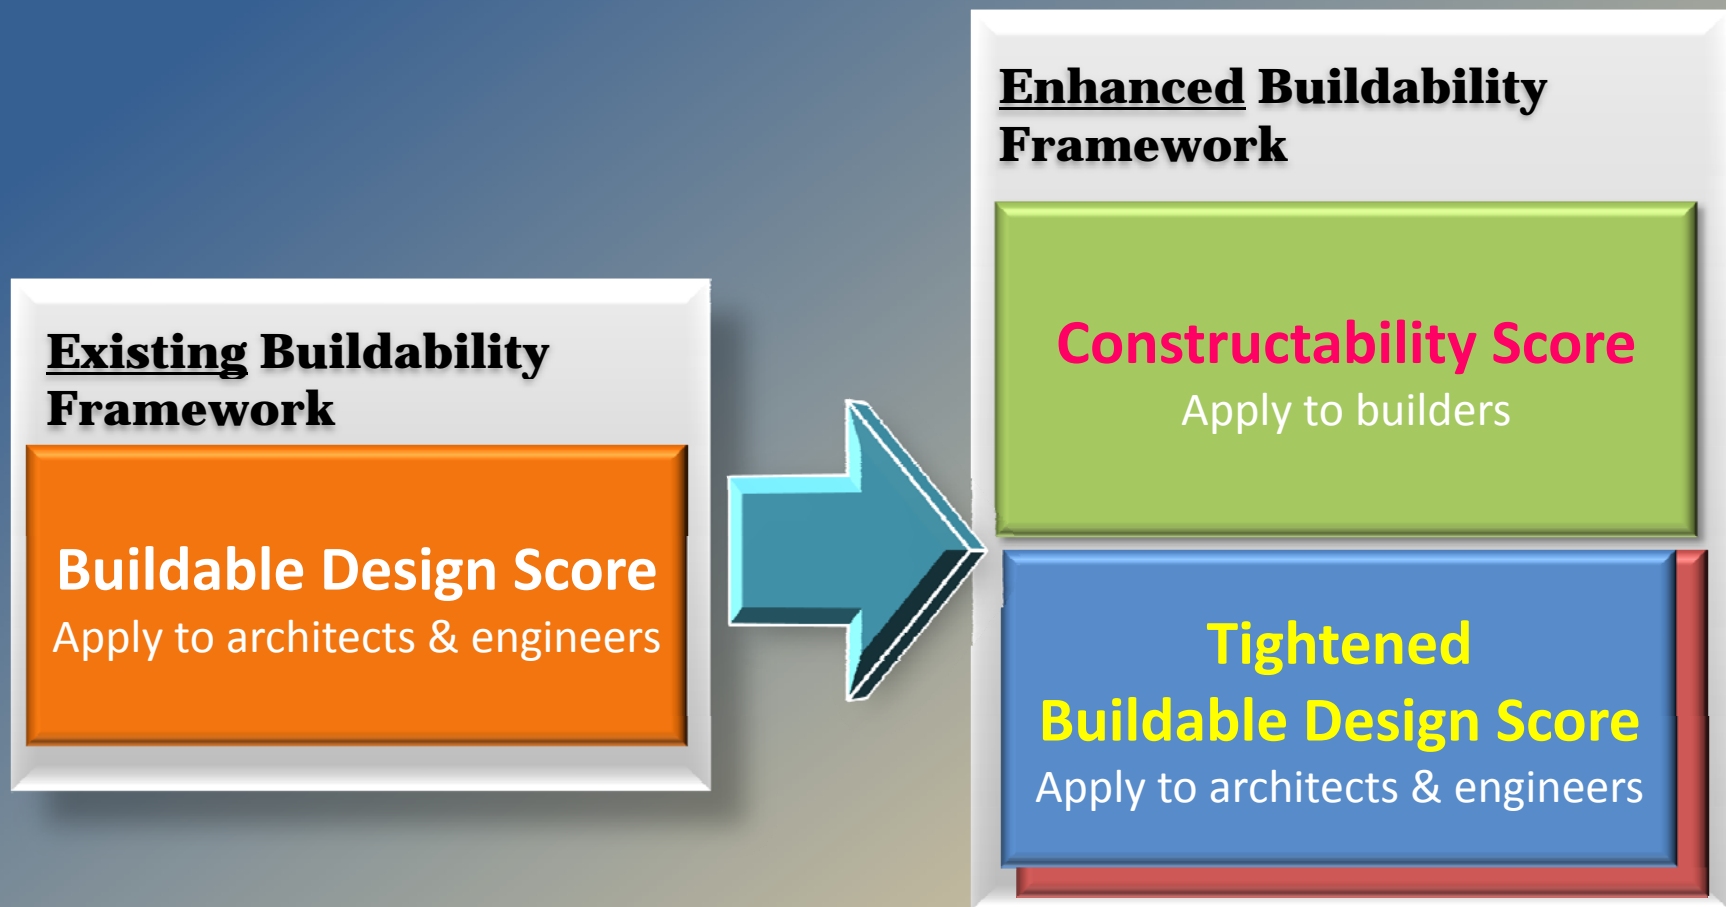 Existing Buildability
Framework
Buildable Design Score
Apply to architects & engineers
Enhanced Buildability
Framework
Constructability Score
Apply to builders
Tightened
Buildable Design Score
Apply to architects & engineers